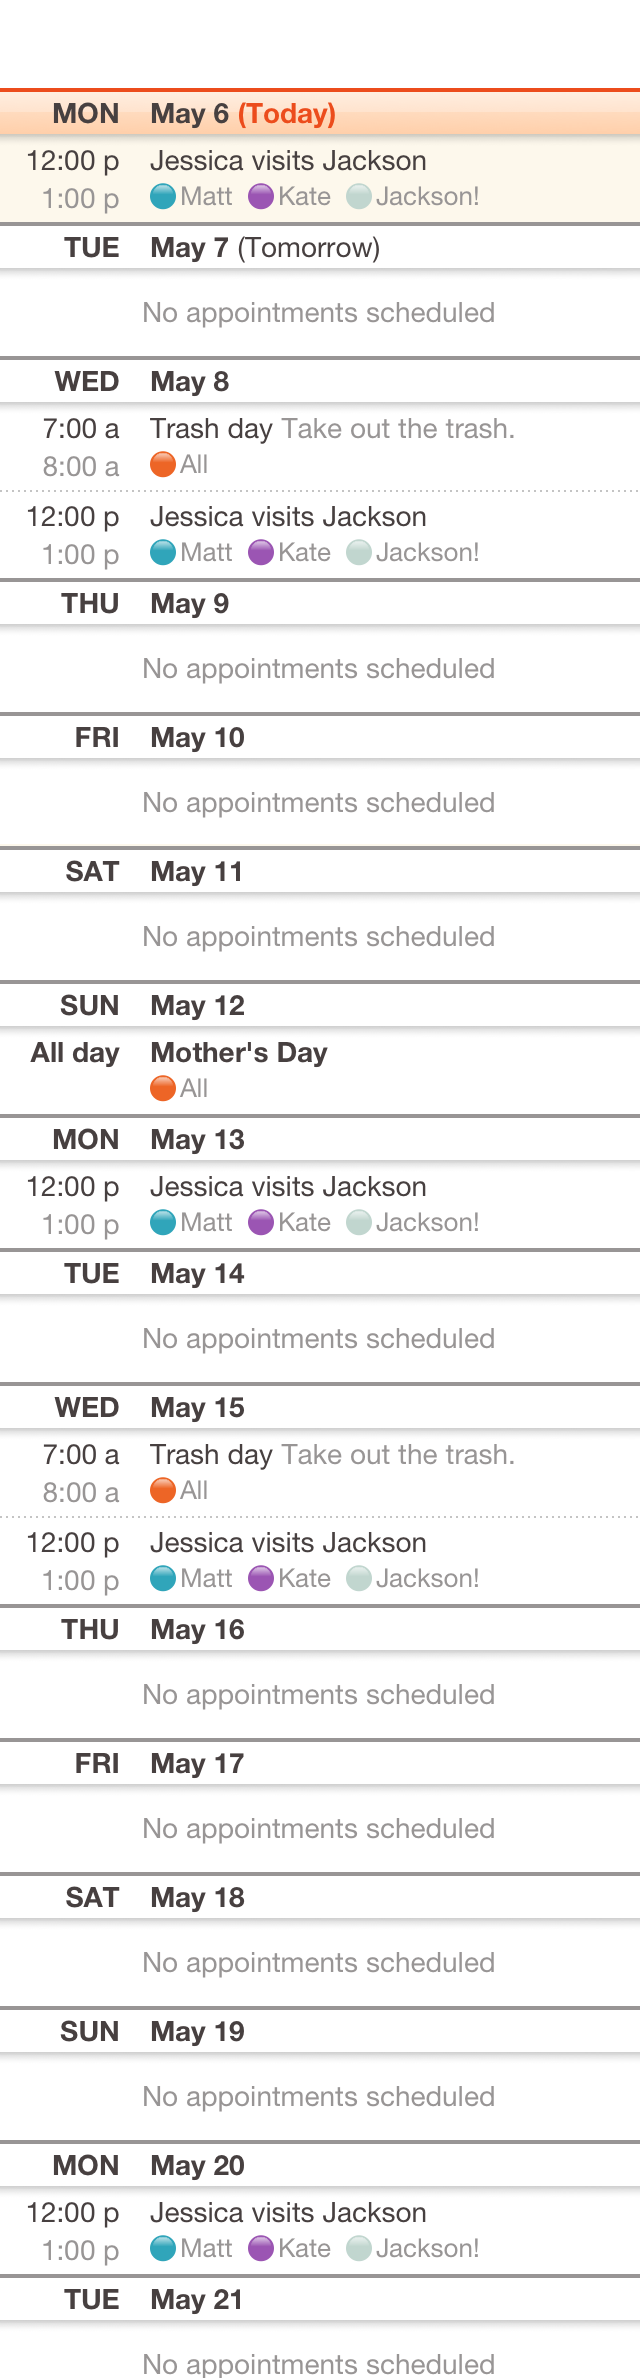 MON May 6 (Today)
12:00 p Jessica visits Jackson
1:00 p Matt Kate Jackson!
TUE May 7 (Tomorrow)
No appointments scheduled
WED May 8
7:00 a Trash day Take out the trash.
8:00 a All
12:00 p Jessica visits Jackson
1:00 p Matt Kate Jackson!
THU May 9
No appointments scheduled
FRI May 10
No appointments scheduled
SAT May 11
No appointments scheduled
SUN May 12
All day Mother's Day
All
MON May 13
12:00 p Jessica visits Jackson
1:00 p Matt Kate Jackson!
TUE May 14
No appointments scheduled
WED May 15
7:00 a Trash day Take out the trash.
8:00 a All
12:00 p Jessica visits Jackson
1:00 p Matt Kate Jackson!
THU May 16
No appointments scheduled
FRI May 17
No appointments scheduled
SAT May 18
No appointments scheduled
SUN May 19
No appointments scheduled
MON May 20
12:00 p Jessica visits Jackson
1:00 p Matt Kate Jackson!
TUE May 21
No appointments scheduled